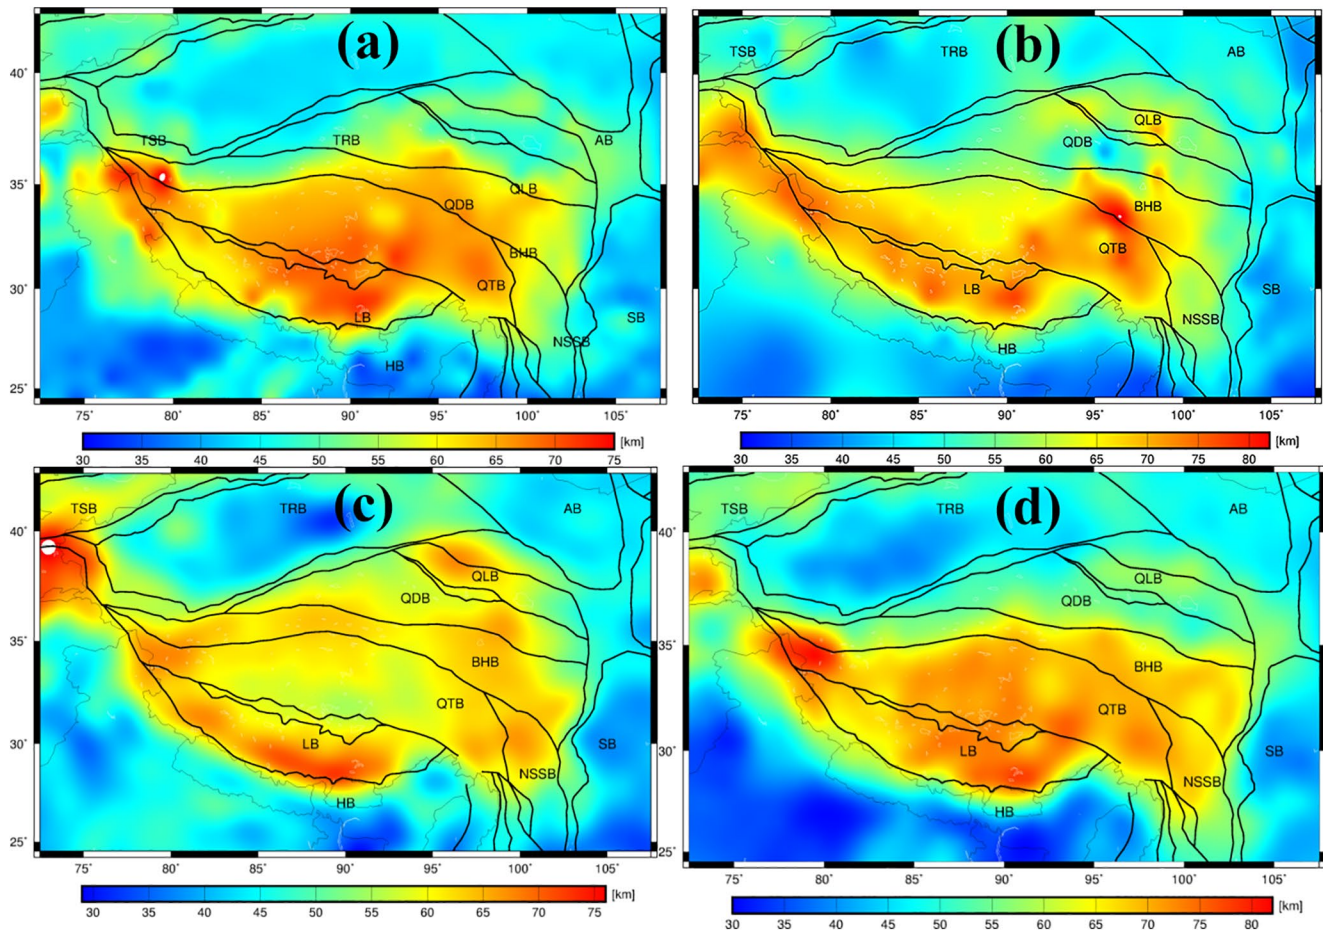 (a)
40˚
35˚
30˚
25˚
TSB
TRB
AB
QLB
QDB
BHB
QTB
LB
SB
NSSB
HB
75˚ 80˚ 85˚ 90˚ 95˚ 100˚ 105˚
[km]
30 35 40 45 50 55 60 65 70 75
(b)
TSB TRB AB
QLB
QDB
BHB
QTB
LB SB
NSSB
HB
75˚ 80˚ 85˚ 90˚ 95˚ 100˚ 105˚
[km]
30 35 40 45 50 55 60 65 70 75 80
(c)
40˚
35˚
30˚
25˚
TSB TRB AB
QLB
QDB
BHB
QTB
LB SB
NSSB
HB
75˚ 80˚ 85˚ 90˚ 95˚ 100˚ 105˚
[km]
30 35 40 45 50 55 60 65 70 75
(d)
40˚
35˚
30˚
25˚
TSB TRB AB
QLB
QDB
BHB
QTB
LB SB
NSSB
HB
75˚ 80˚ 85˚ 90˚ 95˚ 100˚ 105˚
[km]
30 35 40 45 50 55 60 65 70 75 80